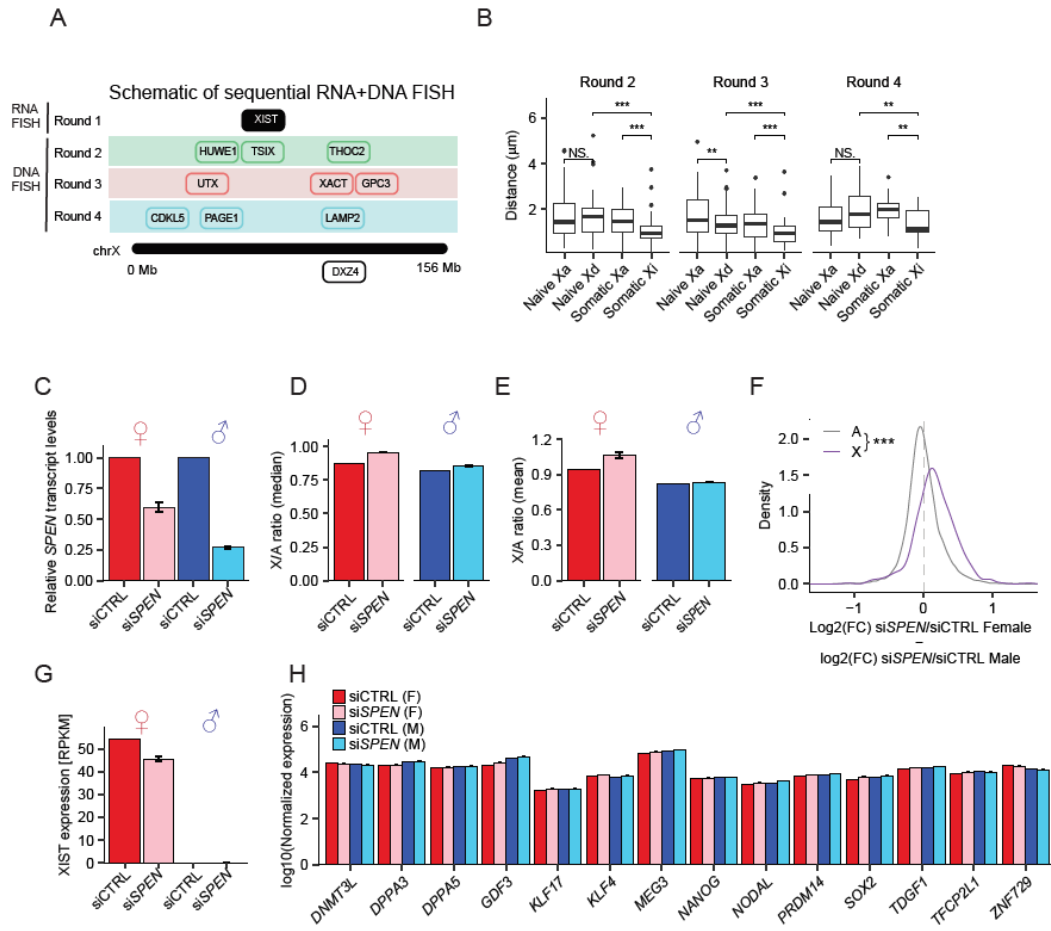 A
Schematic of sequential RNA+DNA FISH
RNA
FISH
Round 1
XIST
DNA
FISH
Round 2
HUWE1
TSIX
THOC2
Round 3
UTX
XACT
GPC3
Round 4
CDKL5
PAGE1
LAMP2
chrX
0 Mb
156 Mb
DXZ4
B
Round 2
Round 3
Round 4
Distance (µm)
6
4
2
NS.
***
***
**
***
***
NS.
**
**
Naive Xa
Naive Xd
Somatic Xa
Somatic Xi
Naive Xa
Naive Xd
Somatic Xa
Somatic Xi
Naive Xa
Naive Xd
Somatic Xa
Somatic Xi
C
♀
♂
Relative SPEN transcript levels
1.00
0.75
0.50
0.25
0.00
siCTRL
siSPEN
siCTRL
siSPEN
D
♀
♂
X/A ratio (median)
1.00
0.75
0.50
0.25
0.00
siCTRL
siSPEN
siCTRL
siSPEN
E
♀
♂
X/A ratio (mean)
1.2
0.9
0.6
0.3
0.0
siCTRL
siSPEN
siCTRL
siSPEN
F
A
X
***
Density
2.0
1.5
1.0
0.5
0.0
−1
0
1
Log2(FC) siSPEN/siCTRL Female
–
log2(FC) siSPEN/siCTRL Male
G
♀
♂
XIST expression [RPKM]
50
40
30
20
10
0
siCTRL
siSPEN
siCTRL
siSPEN
H
siCTRL (F)
siSPEN (F)
siCTRL (M)
siSPEN (M)
log10(Normalized expression)
6
4
2
0
DNMT3L
DPPA3
DPPA5
GDF3
KLF17
KLF4
MEG3
NANOG
NODAL
PRDM14
SOX2
TDGF1
TFCP2L1
ZNF729